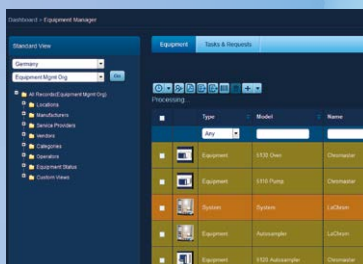 Dashboard > Equipment Manager
Standard View
Germany
Equipment Mgmt Org
Go
All Records(Equipment Mgmt Org)
Locations
Manufacturers
Service Providers
Vendors
Categories
Operators
Equipment Status
Custom Views
Equipment
Tasks & Requests
Processing...
Type
Model
Name
Any
Equipment
5310 Oven
Chromaster
Equipment
5110 Pump
Chromaster
System
System
LaChrom
Equipment
Autosampler
LaChrom
Equipment
Autosampler
Chromaster